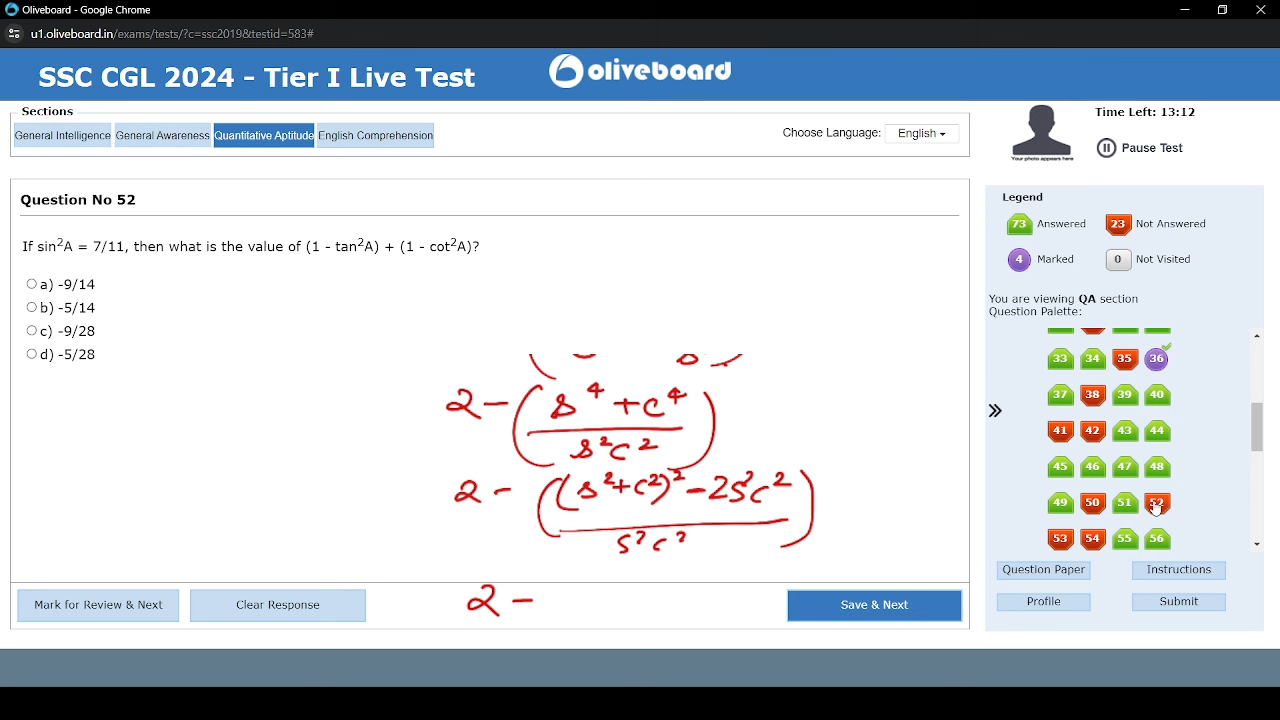 Oliveboard - Google Chrome
u1.oliveboard.in/exams/tests/?c=ssc2019&testid=583#
SSC CGL 2024 - Tier I Live Test
oliveboard
Sections
General Intelligence General Awareness Quantitative Aptitude English Comprehension
Choose Language: English
Your photo appears here
Time Left: 13:12
Pause Test
Question No 52
If sin²A = 7/11, then what is the value of (1 - tan²A) + (1 - cot²A)?
a) -9/14
b) -5/14
c) -9/28
d) -5/28
2 - (s⁴ + c⁴ / s²c²)
2 - ((s² + c²)² - 2s²c² / s²c²)
2 -
Mark for Review & Next
Clear Response
Save & Next
Legend
73 Answered 23 Not Answered
4 Marked 0 Not Visited
You are viewing QA section
Question Palette:
33 34 35 36
37 38 39 40
41 42 43 44
45 46 47 48
49 50 51 52
53 54 55 56
Question Paper Instructions
Profile Submit